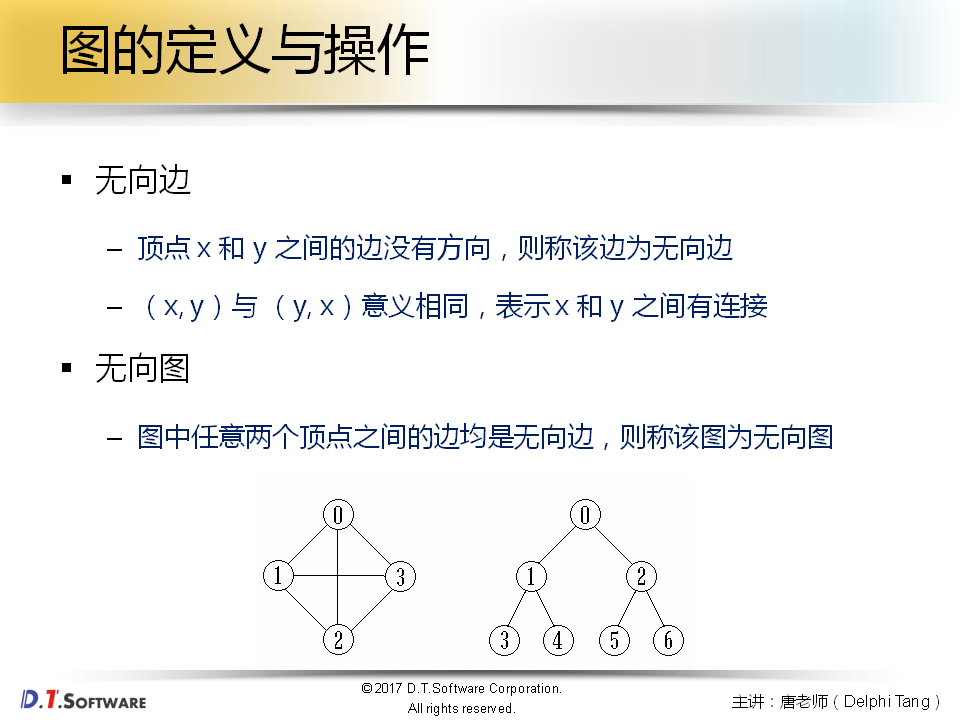 图的定义与操作
▪ 无向边
– 顶点 x 和 y 之间的边没有方向，则称该边为无向边
– （x, y）与 （y, x）意义相同，表示 x 和 y 之间有连接
▪ 无向图
– 图中任意两个顶点之间的边均是无向边，则称该图为无向图
0 0
1 3 1 2
2 3 4 5 6
D.T.SOFTWARE
©2017 D.T.Software Corporation.
All rights reserved.
主讲：唐老师（Delphi Tang）